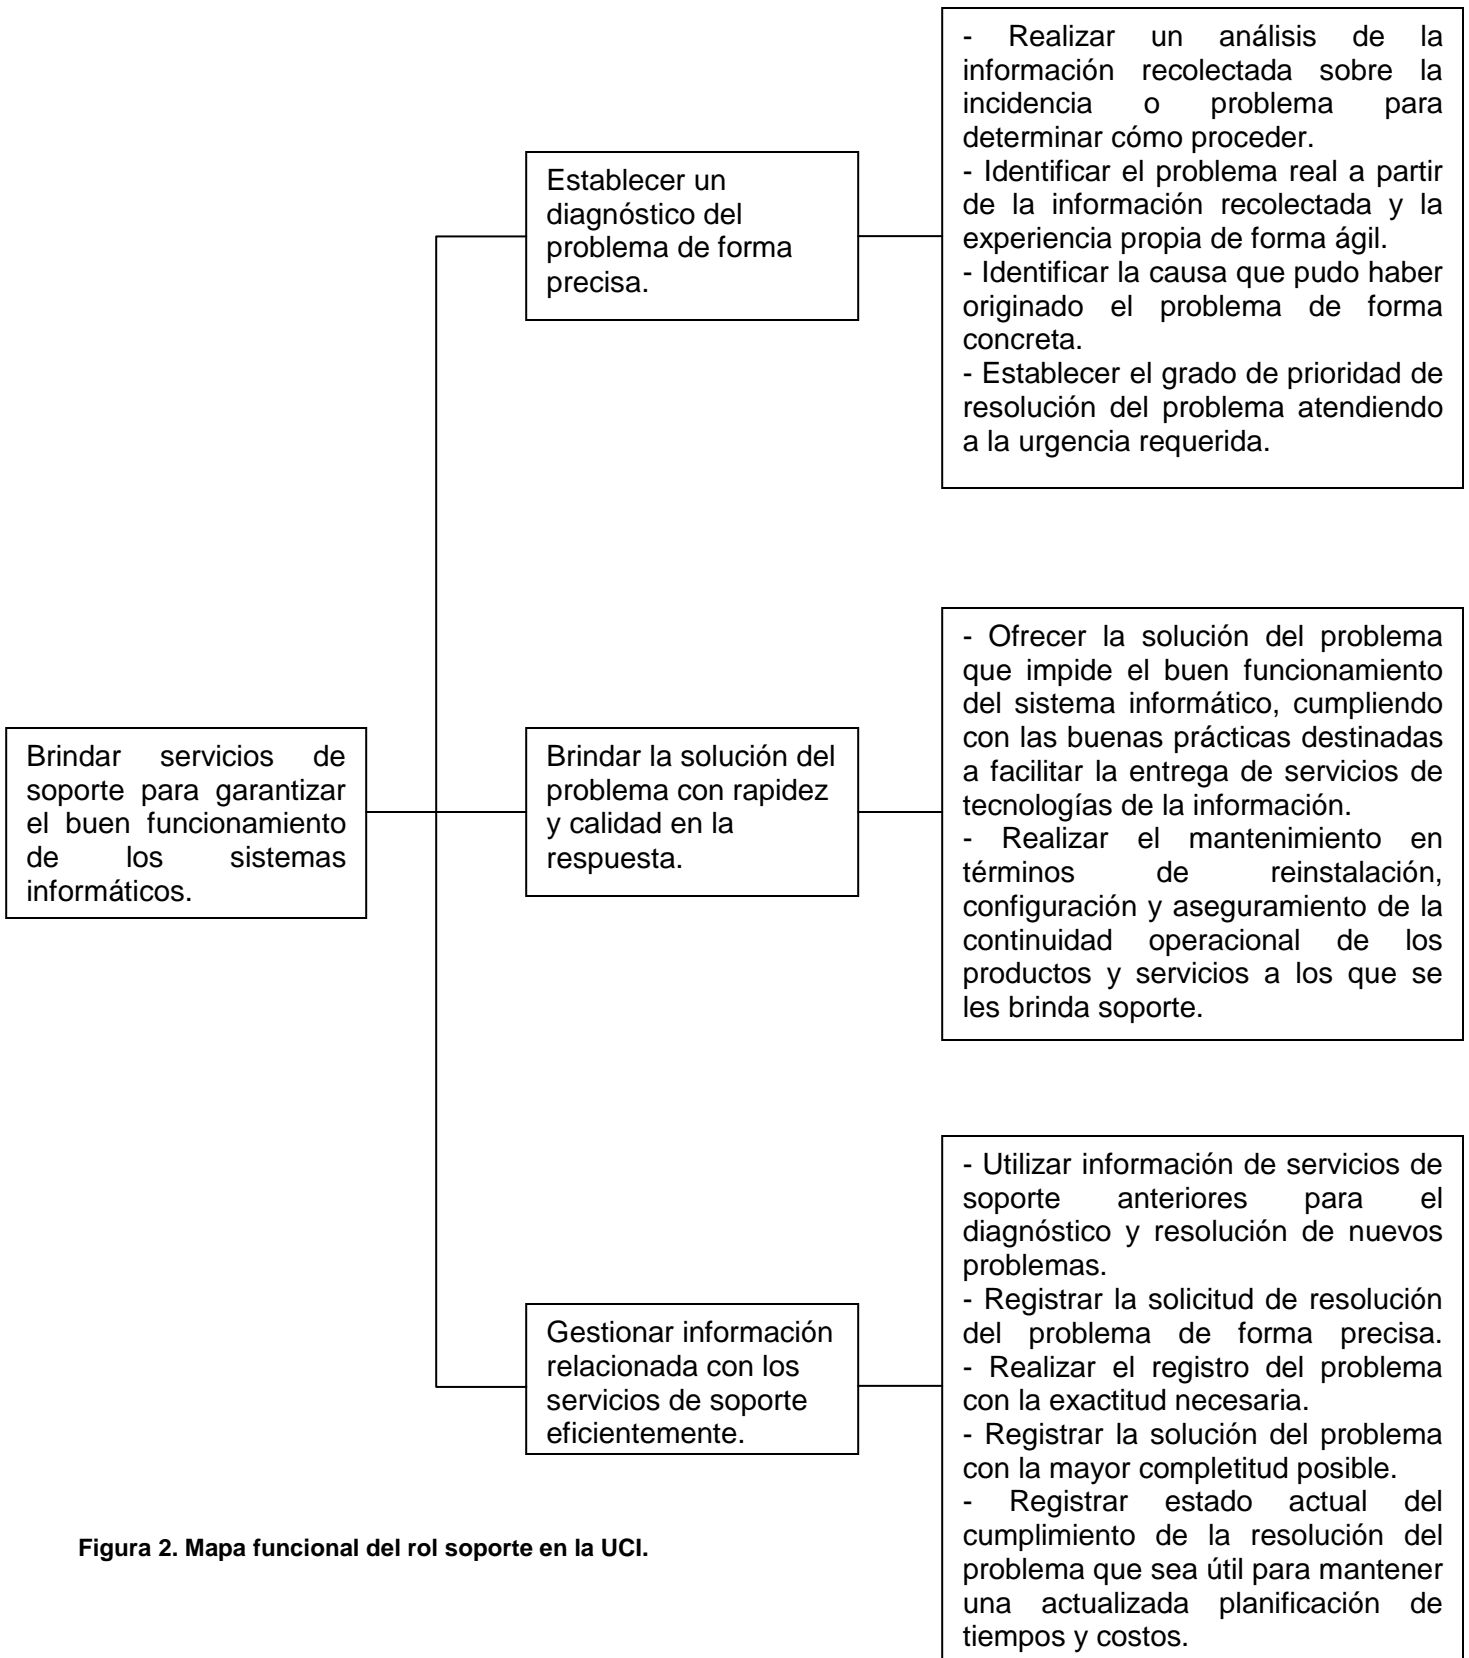 Brindar servicios de
soporte para garantizar
el buen funcionamiento
de los sistemas
informáticos.
Establecer un
diagnóstico del
problema de forma
precisa.
- Realizar un análisis de la
información recolectada sobre la
incidencia o problema para
determinar cómo proceder.
- Identificar el problema real a partir
de la información recolectada y la
experiencia propia de forma ágil.
- Identificar la causa que pudo haber
originado el problema de forma
concreta.
- Establecer el grado de prioridad de
resolución del problema atendiendo
a la urgencia requerida.
Brindar la solución del
problema con rapidez
y calidad en la
respuesta.
- Ofrecer la solución del problema
que impide el buen funcionamiento
del sistema informático, cumpliendo
con las buenas prácticas destinadas
a facilitar la entrega de servicios de
tecnologías de la información.
- Realizar el mantenimiento en
términos de reinstalación,
configuración y aseguramiento de la
continuidad operacional de los
productos y servicios a los que se
les brinda soporte.
Gestionar información
relacionada con los
servicios de soporte
eficientemente.
- Utilizar información de servicios de
soporte anteriores para el
diagnóstico y resolución de nuevos
problemas.
- Registrar la solicitud de resolución
del problema de forma precisa.
- Realizar el registro del problema
con la exactitud necesaria.
- Registrar la solución del problema
con la mayor completitud posible.
- Registrar estado actual del
cumplimiento de la resolución del
problema que sea útil para mantener
una actualizada planificación de
tiempos y costos.
Figura 2. Mapa funcional del rol soporte en la UCI.